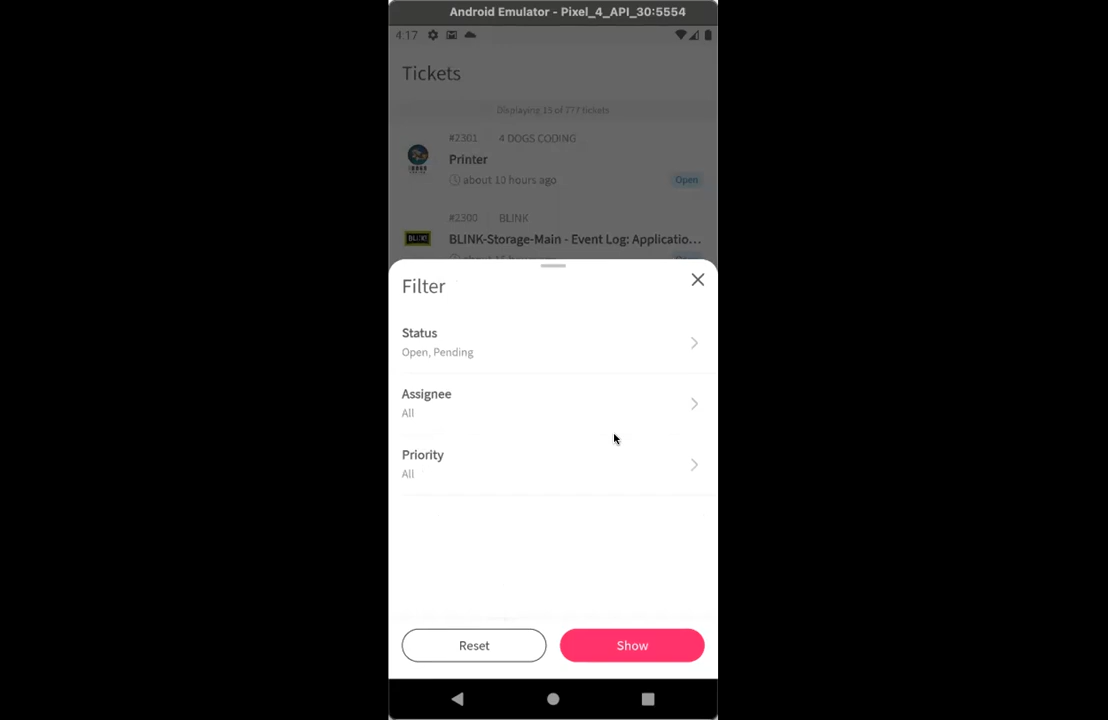 Android Emulator - Pixel_4_API_30:5554
4:17
Tickets
Displaying 15 of 777 tickets
#2301 4 DOGS CODING
Printer
about 10 hours ago
Open
#2300 BLINK
BLINK-Storage-Main - Event Log: Applicatio...
Filter
Status
Open, Pending
Assignee
All
Priority
All
Reset
Show